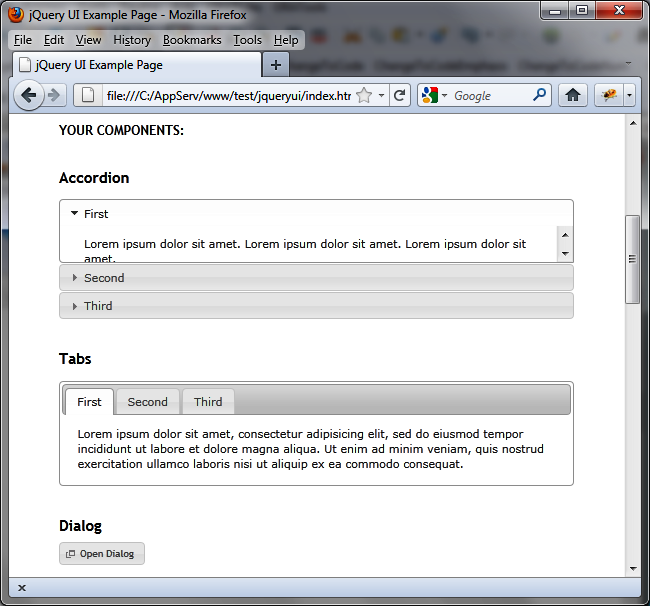 jQuery UI Example Page - Mozilla Firefox
File Edit View History Bookmarks Tools Help
jQuery UI Example Page
file:///C:/AppServ/www/test/jqueryui/index.htm Google
YOUR COMPONENTS:
Accordion
First
Lorem ipsum dolor sit amet. Lorem ipsum dolor sit amet. Lorem ipsum dolor sit
amet.
Second
Third
Tabs
First Second Third
Lorem ipsum dolor sit amet, consectetur adipisicing elit, sed do eiusmod tempor
incididunt ut labore et dolore magna aliqua. Ut enim ad minim veniam, quis nostrud
exercitation ullamco laboris nisi ut aliquip ex ea commodo consequat.
Dialog
Open Dialog